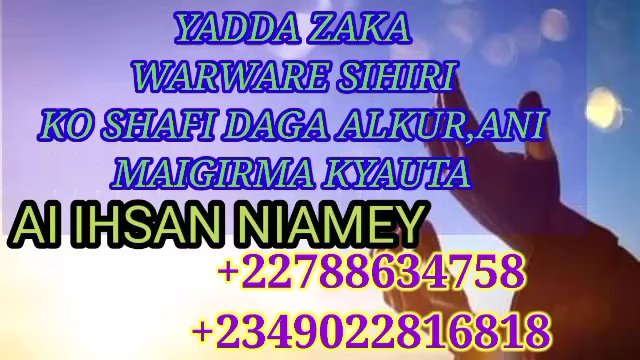 YADDA ZAKA
WARWARE SIHIRI
KO SHAFI DAGA ALKUR,ANI
MAIGIRMA KYAUTA
AI IHSAN NIAMEY
+22788634758
+2349022816818